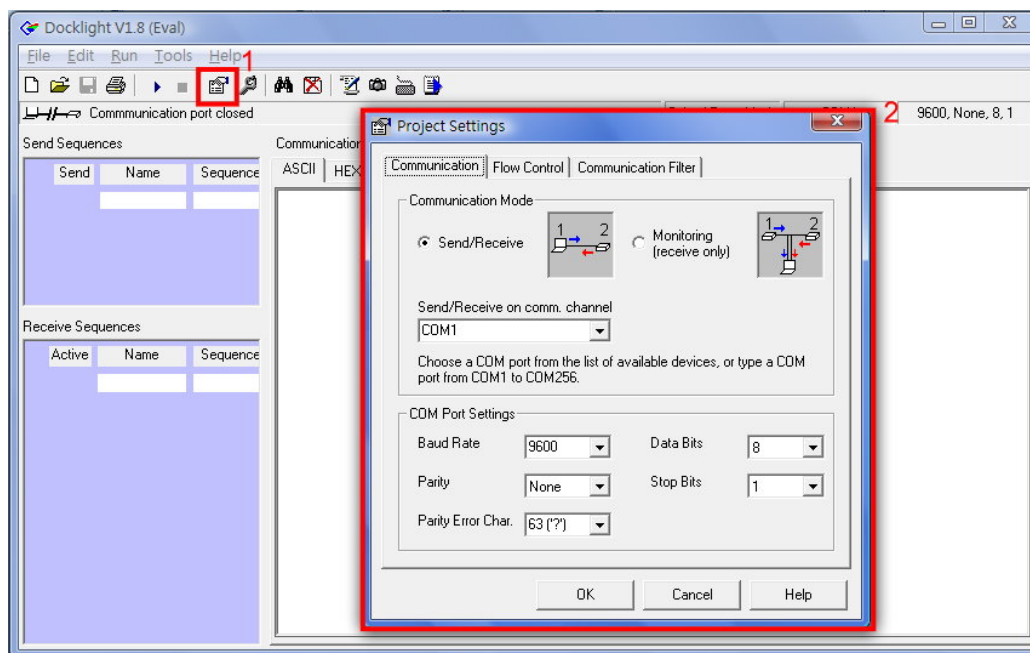 Docklight V1.8 (Eval)
File Edit Run Tools Help
1
Commmunication port closed
2
9600, None, 8, 1
Send Sequences
Send Name Sequence
Receive Sequences
Active Name Sequence
Communication
ASCII HEX
Project Settings
Communication Flow Control Communication Filter
Communication Mode
Send/Receive
1 2
Monitoring
(receive only)
1 2
Send/Receive on comm. channel
COM1
Choose a COM port from the list of available devices, or type a COM
port from COM1 to COM256.
COM Port Settings
Baud Rate 9600 Data Bits 8
Parity None Stop Bits 1
Parity Error Char. 63 ('?')
OK Cancel Help